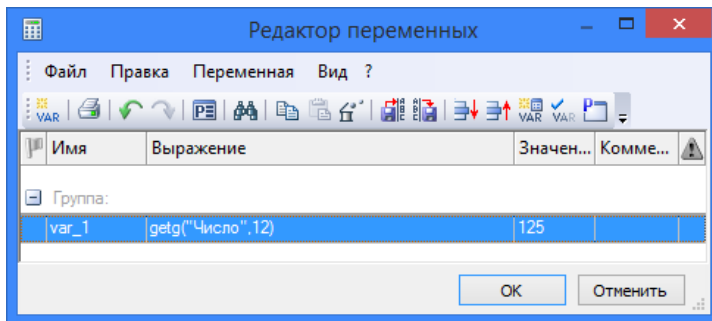 Редактор переменных
Файл Правка Переменная Вид ?
VAR PE VAR VAR P
Имя Выражение Значен... Комме...
Группа:
var_1 getg("Число",12) 125
OK Отменить